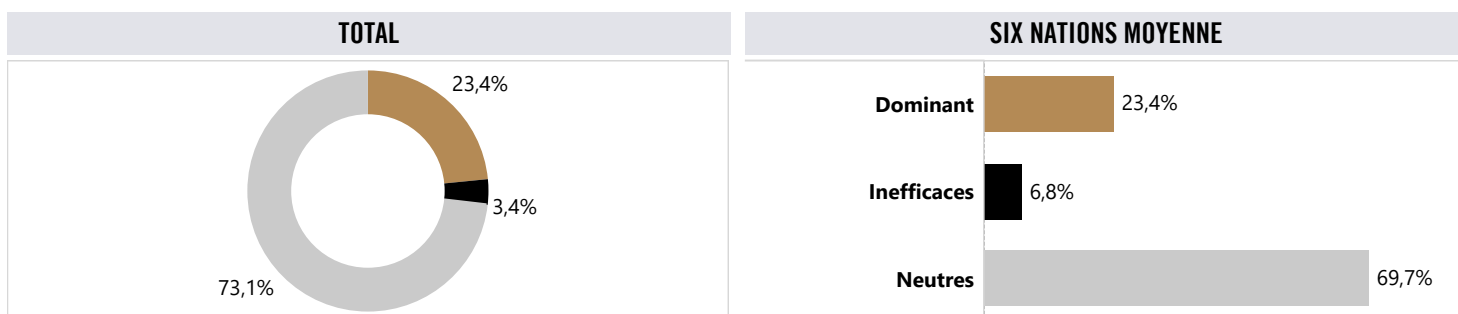 TOTAL
23,4%
3,4%
73,1%
SIX NATIONS MOYENNE
Dominant 23,4%
Inefficaces 6,8%
Neutres 69,7%